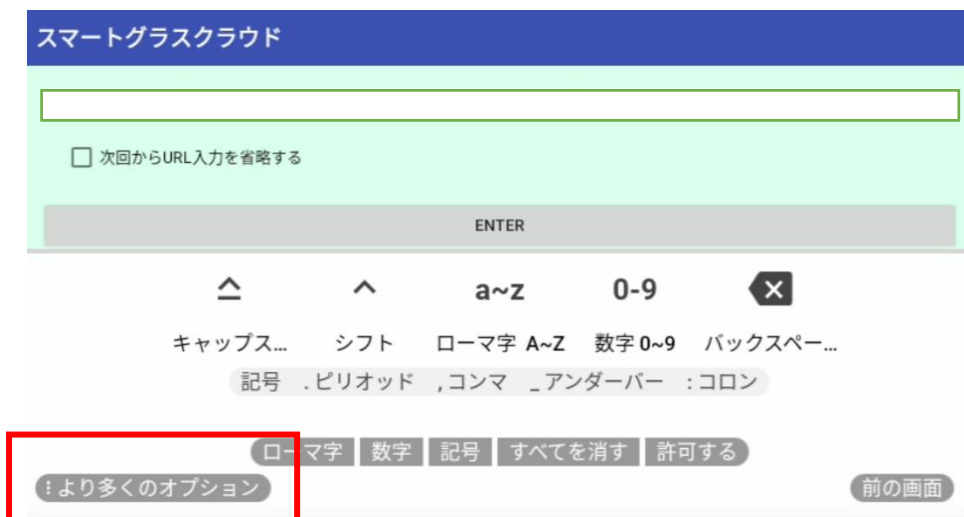 スマートグラスクラウド
次回からURL入力を省略する
ENTER
a~z 0-9
キャップス... シフト ローマ字 A~Z 数字 0~9 バックスペー...
記号 .ピリオッド ,コンマ _アンダーバー :コロン
ローマ字 数字 記号 すべてを消す 許可する
⋮より多くのオプション 前の画面